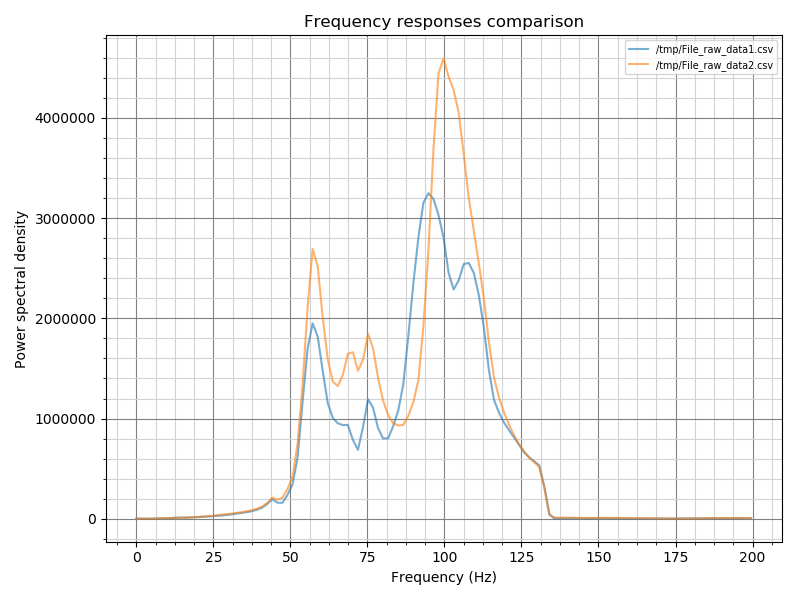 Frequency responses comparison
/tmp/File_raw_data1.csv
/tmp/File_raw_data2.csv
Power spectral density
4000000
3000000
2000000
1000000
0
0 25 50 75 100 125 150 175 200
Frequency (Hz)